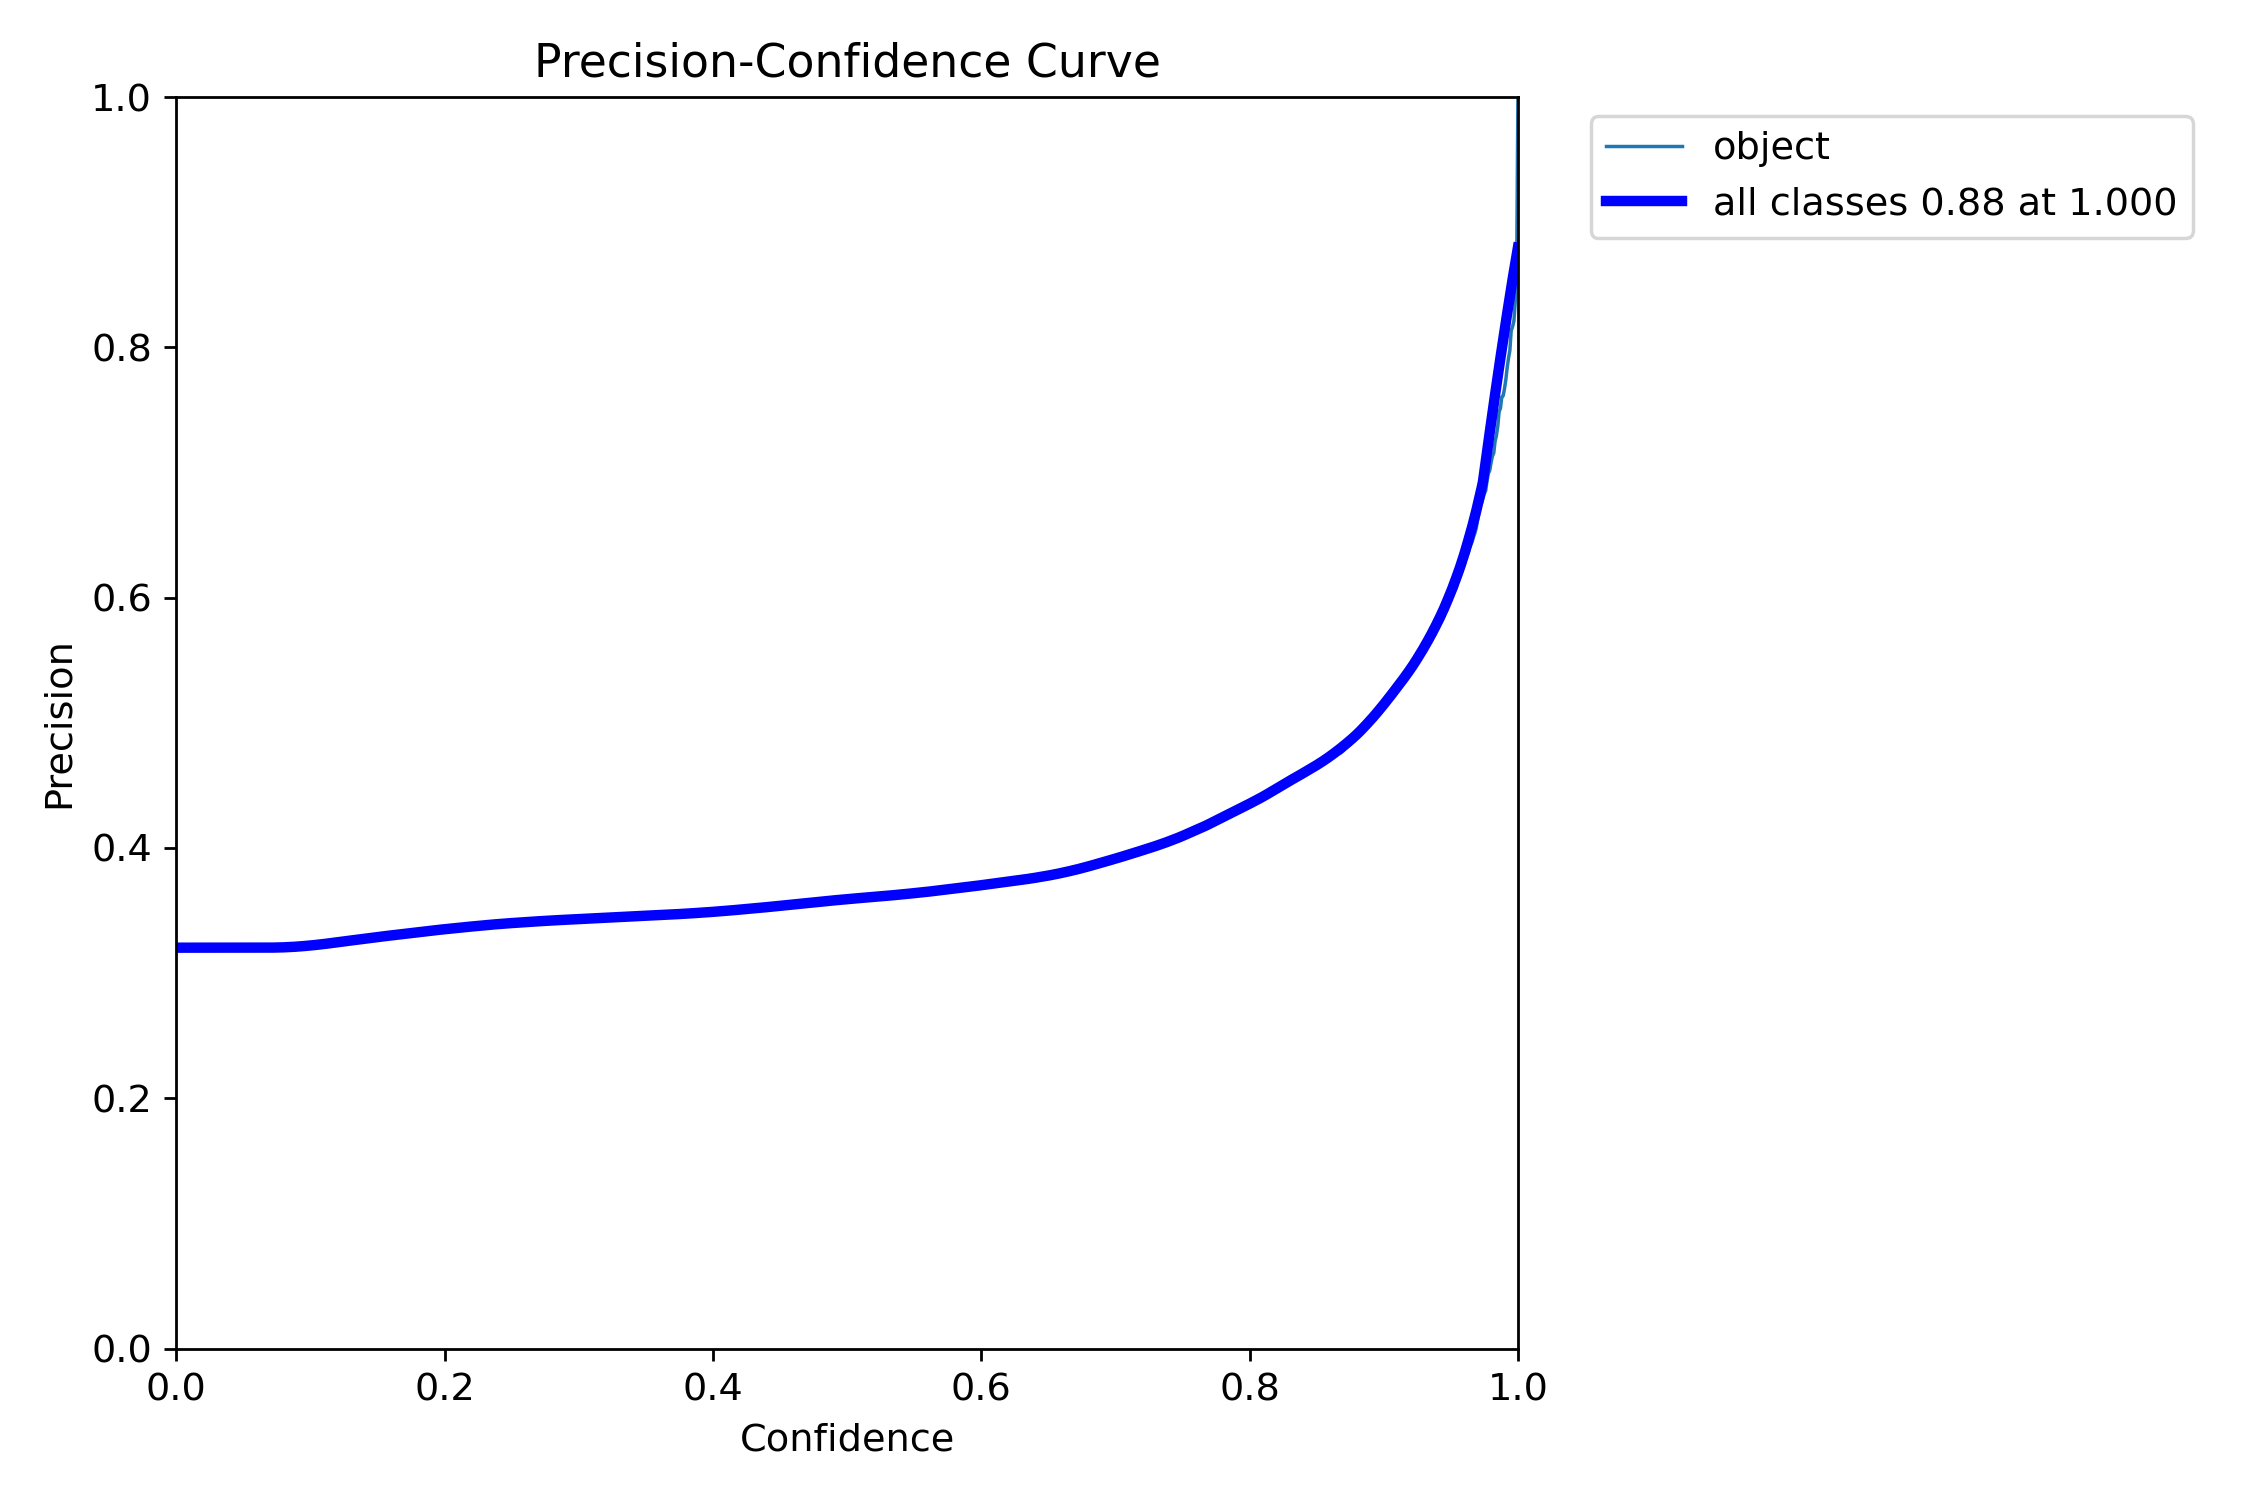 Precision-Confidence Curve
1.0
0.8
0.6
0.4
0.2
0.0
Precision
0.0 0.2 0.4 0.6 0.8 1.0
Confidence
object
all classes 0.88 at 1.000